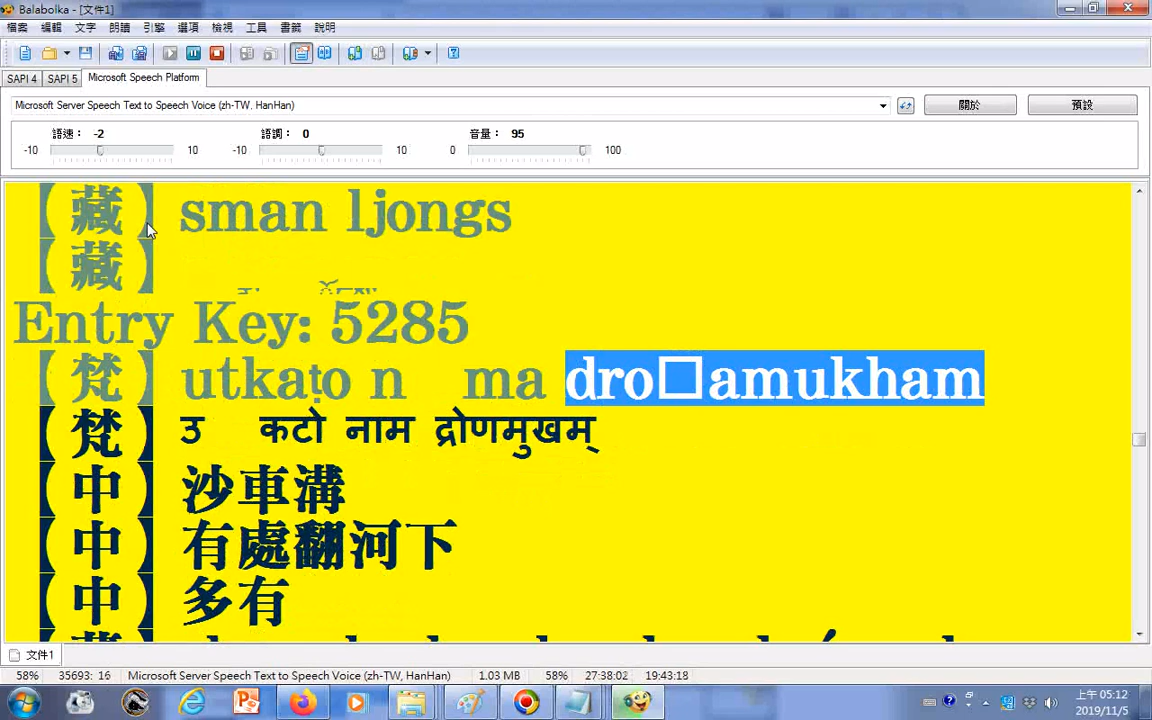 Balabolka - [文件1]
檔案 編輯 文字 朗讀 引擎 選項 檢視 工具 書籤 說明
SAPI 4 SAPI 5 Microsoft Speech Platform
Microsoft Server Speech Text to Speech Voice (zh-TW, HanHan) 關於 預設
語速： -2 語調： 0 音量： 95
-10 10 -10 10 0 100
【藏】 sman ljongs
【藏】
Entry Key: 5285
【梵】 utkaṭo n ma dro□amukham
【梵】 उ कटो नाम द्रोणमुखम्
【中】 沙車溝
【中】 有處翻河下
【中】 多有
文件1
58% 35693: 16 Microsoft Server Speech Text to Speech Voice (zh-TW, HanHan) 1.03 MB 58% 27:38:02 19:43:18
上午 05:12
2019/11/5